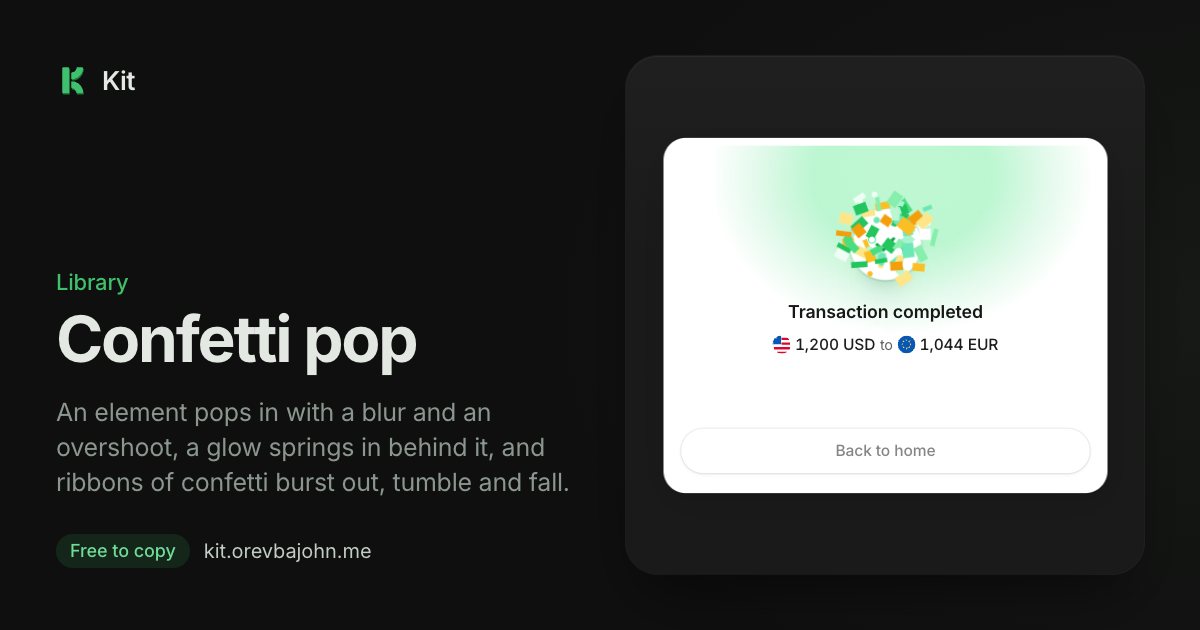 Kit
Library
Confetti pop
An element pops in with a blur and an
overshoot, a glow springs in behind it, and
ribbons of confetti burst out, tumble and fall.
Free to copy
kit.orevbajohn.me
Transaction completed
1,200 USD to 1,044 EUR
Back to home